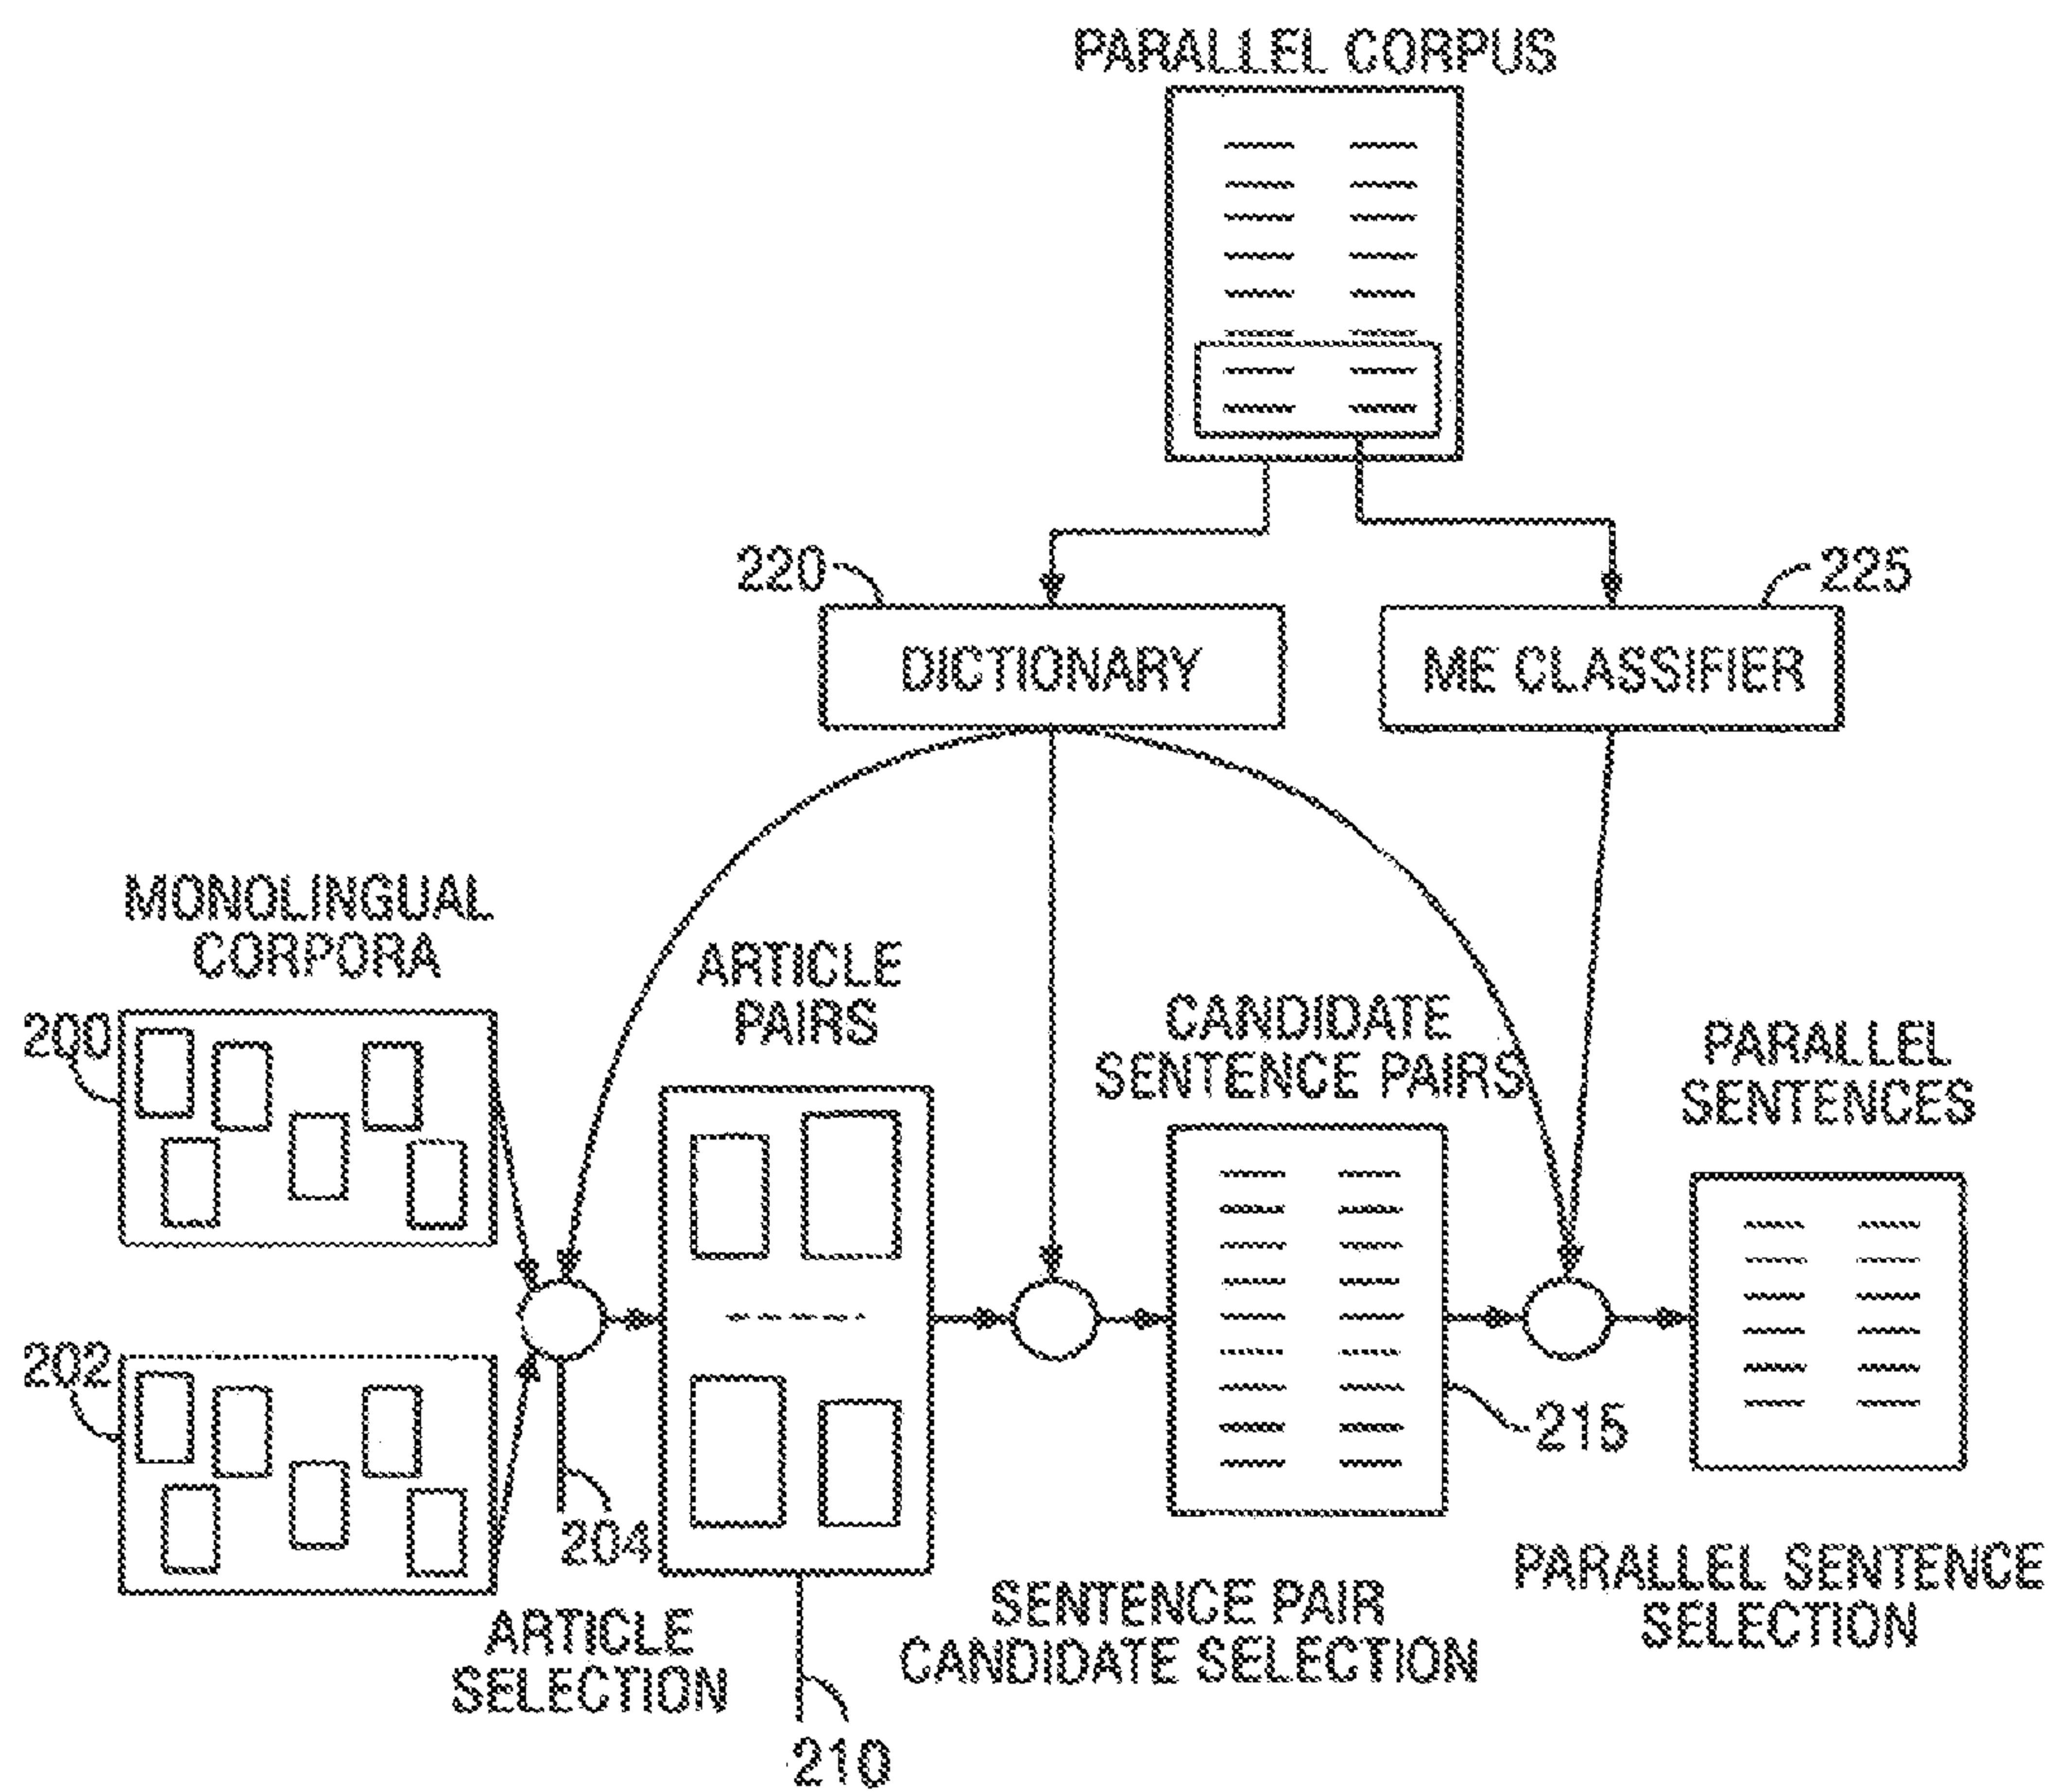 PARALLEL CORPUS
220
225
DICTIONARY
ME CLASSIFIER
MONOLINGUAL
CORPORA
ARTICLE
PAIRS
CANDIDATE
SENTENCE PAIRS
PARALLEL
SENTENCES
200
202
204
215
ARTICLE
SELECTION
SENTENCE PAIR
CANDIDATE SELECTION
PARALLEL SENTENCE
SELECTION
210